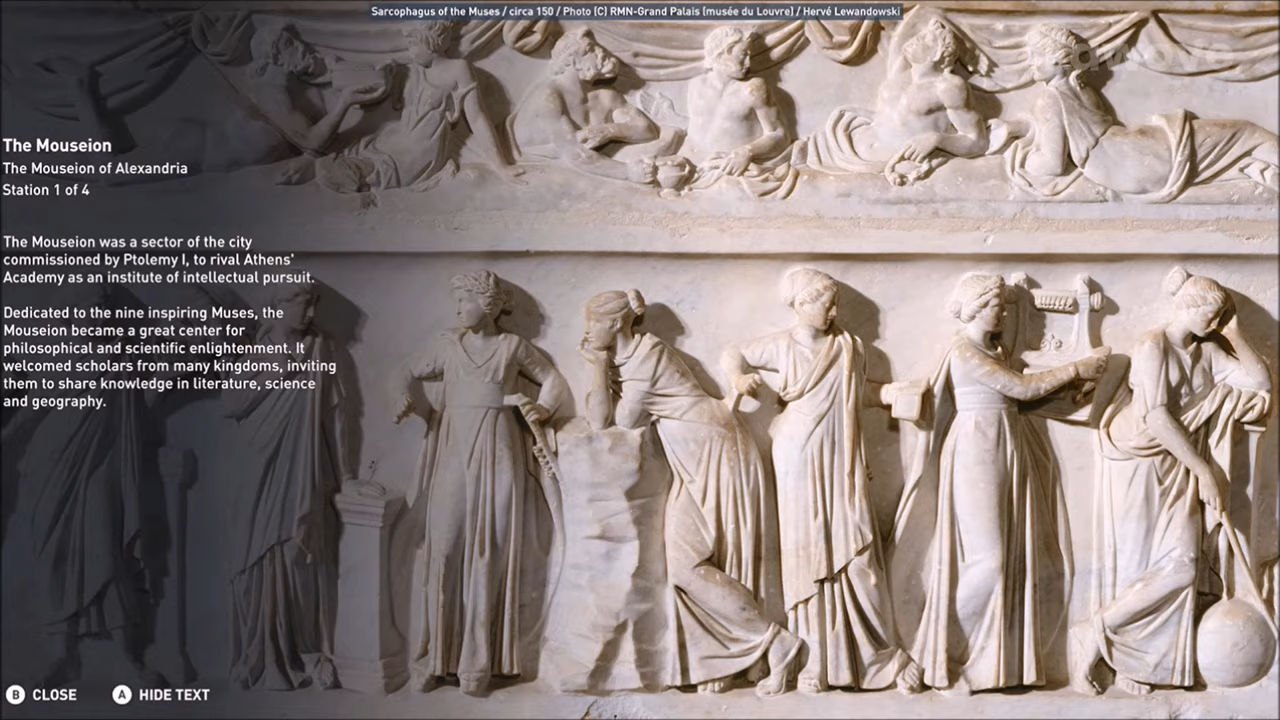 Sarcophagus of the Muses / circa 150 / Photo (C) RMN-Grand Palais (musée du Louvre) / Hervé Lewandowski
The Mouseion
The Mouseion of Alexandria
Station 1 of 4
The Mouseion was a sector of the city
commissioned by Ptolemy I, to rival Athens'
Academy as an institute of intellectual pursuit.
Dedicated to the nine inspiring Muses, the
Mouseion became a great center for
philosophical and scientific enlightenment. It
welcomed scholars from many kingdoms, inviting
them to share knowledge in literature, science
and geography.
B CLOSE A HIDE TEXT